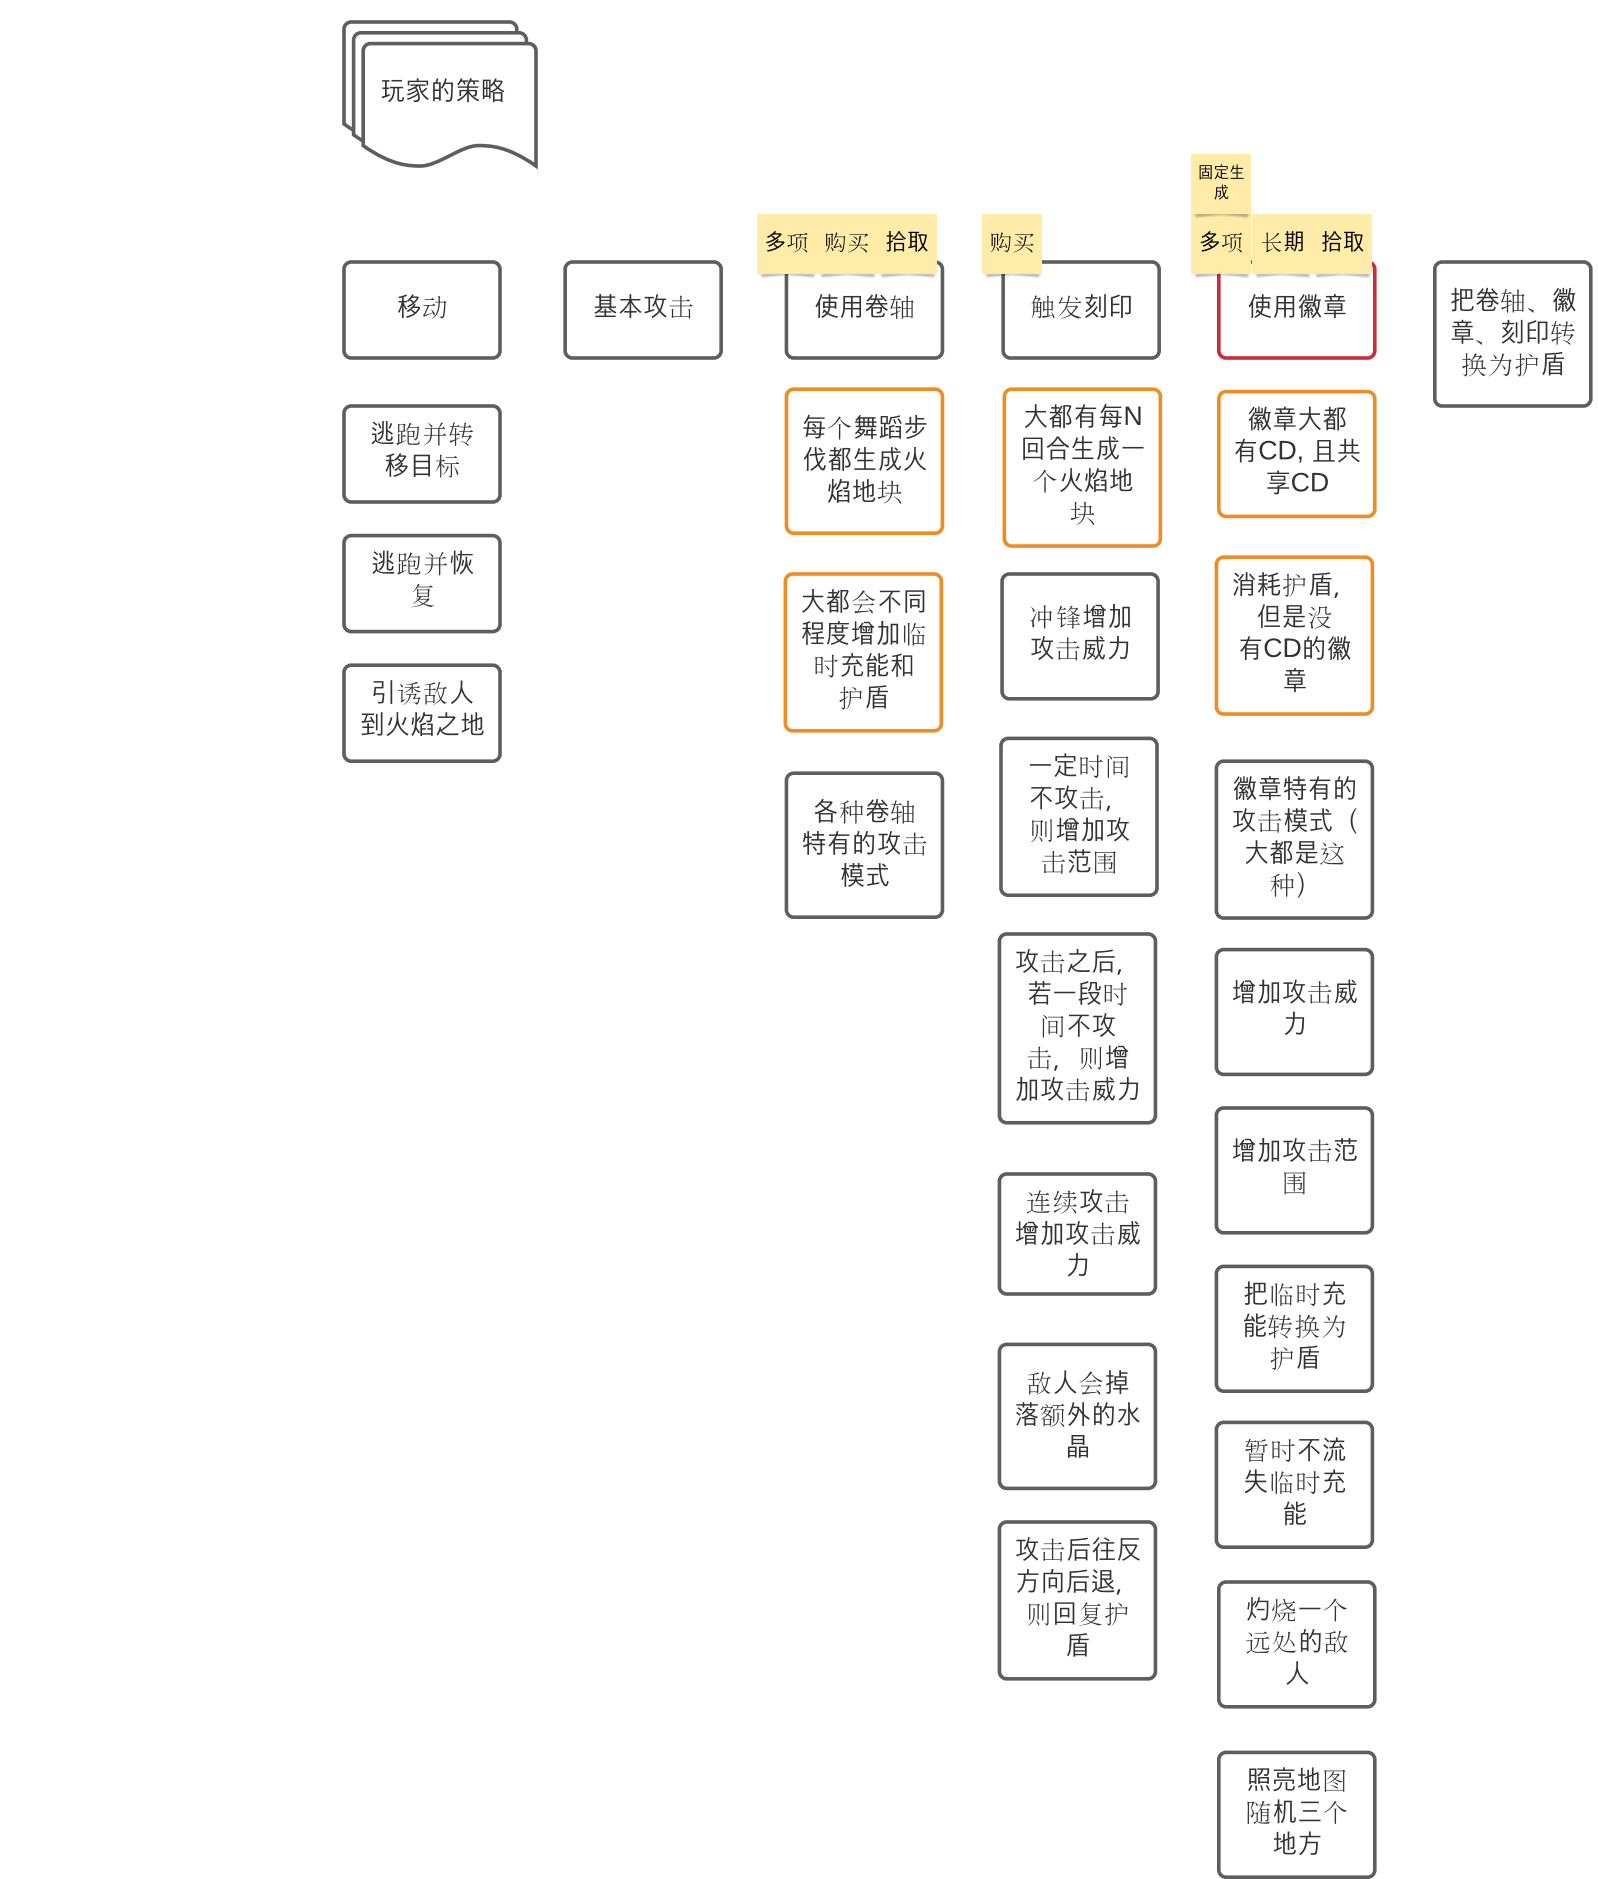 玩家的策略
固定生
成
多项
购买
拾取
购买
多项
长期
拾取
移动
基本攻击
使用卷轴
触发刻印
使用徽章
把卷轴、徽
章、刻印转
换为护盾
逃跑并转
移目标
逃跑并恢
复
引诱敌人
到火焰之地
每个舞蹈步
伐都生成火
焰地块
大都会不同
程度增加临
时充能和
护盾
各种卷轴
特有的攻击
模式
大都有每N
回合生成一
个火焰地
块
冲锋增加
攻击威力
一定时间
不攻击,
则增加攻
击范围
攻击之后,
若一段时
间不攻
击,则增
加攻击威力
连续攻击
增加攻击威
力
敌人会掉
落额外的水
晶
攻击后往反
方向后退,
则回复护
盾
徽章大都
有CD, 且共
享CD
消耗护盾,
但是没
有CD的徽
章
徽章特有的
攻击模式（
大都是这
种）
增加攻击威
力
增加攻击范
围
把临时充
能转换为
护盾
暂时不流
失临时充
能
灼烧一个
远处的敌
人
照亮地图
随机三个
地方